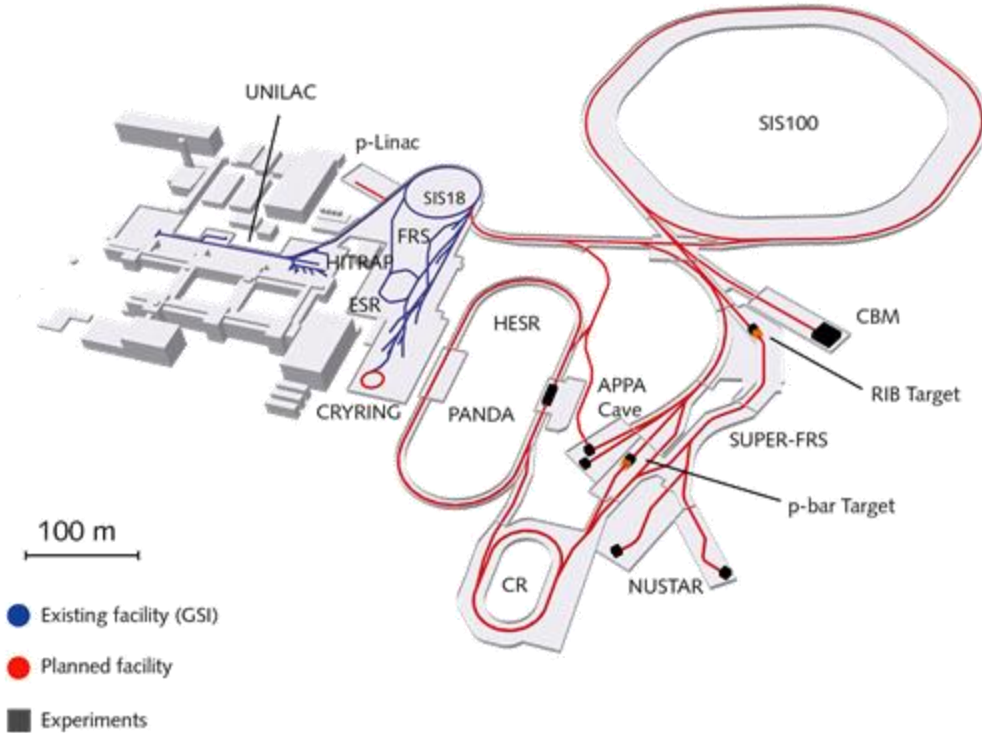 UNILAC
p-Linac
SIS100
SIS18
FRS
HITRAP
ESR
HESR
CBM
CRYRING
PANDA
APPA
Cave
RIB Target
SUPER-FRS
p-bar Target
100 m
CR
NUSTAR
Existing facility (GSI)
Planned facility
Experiments